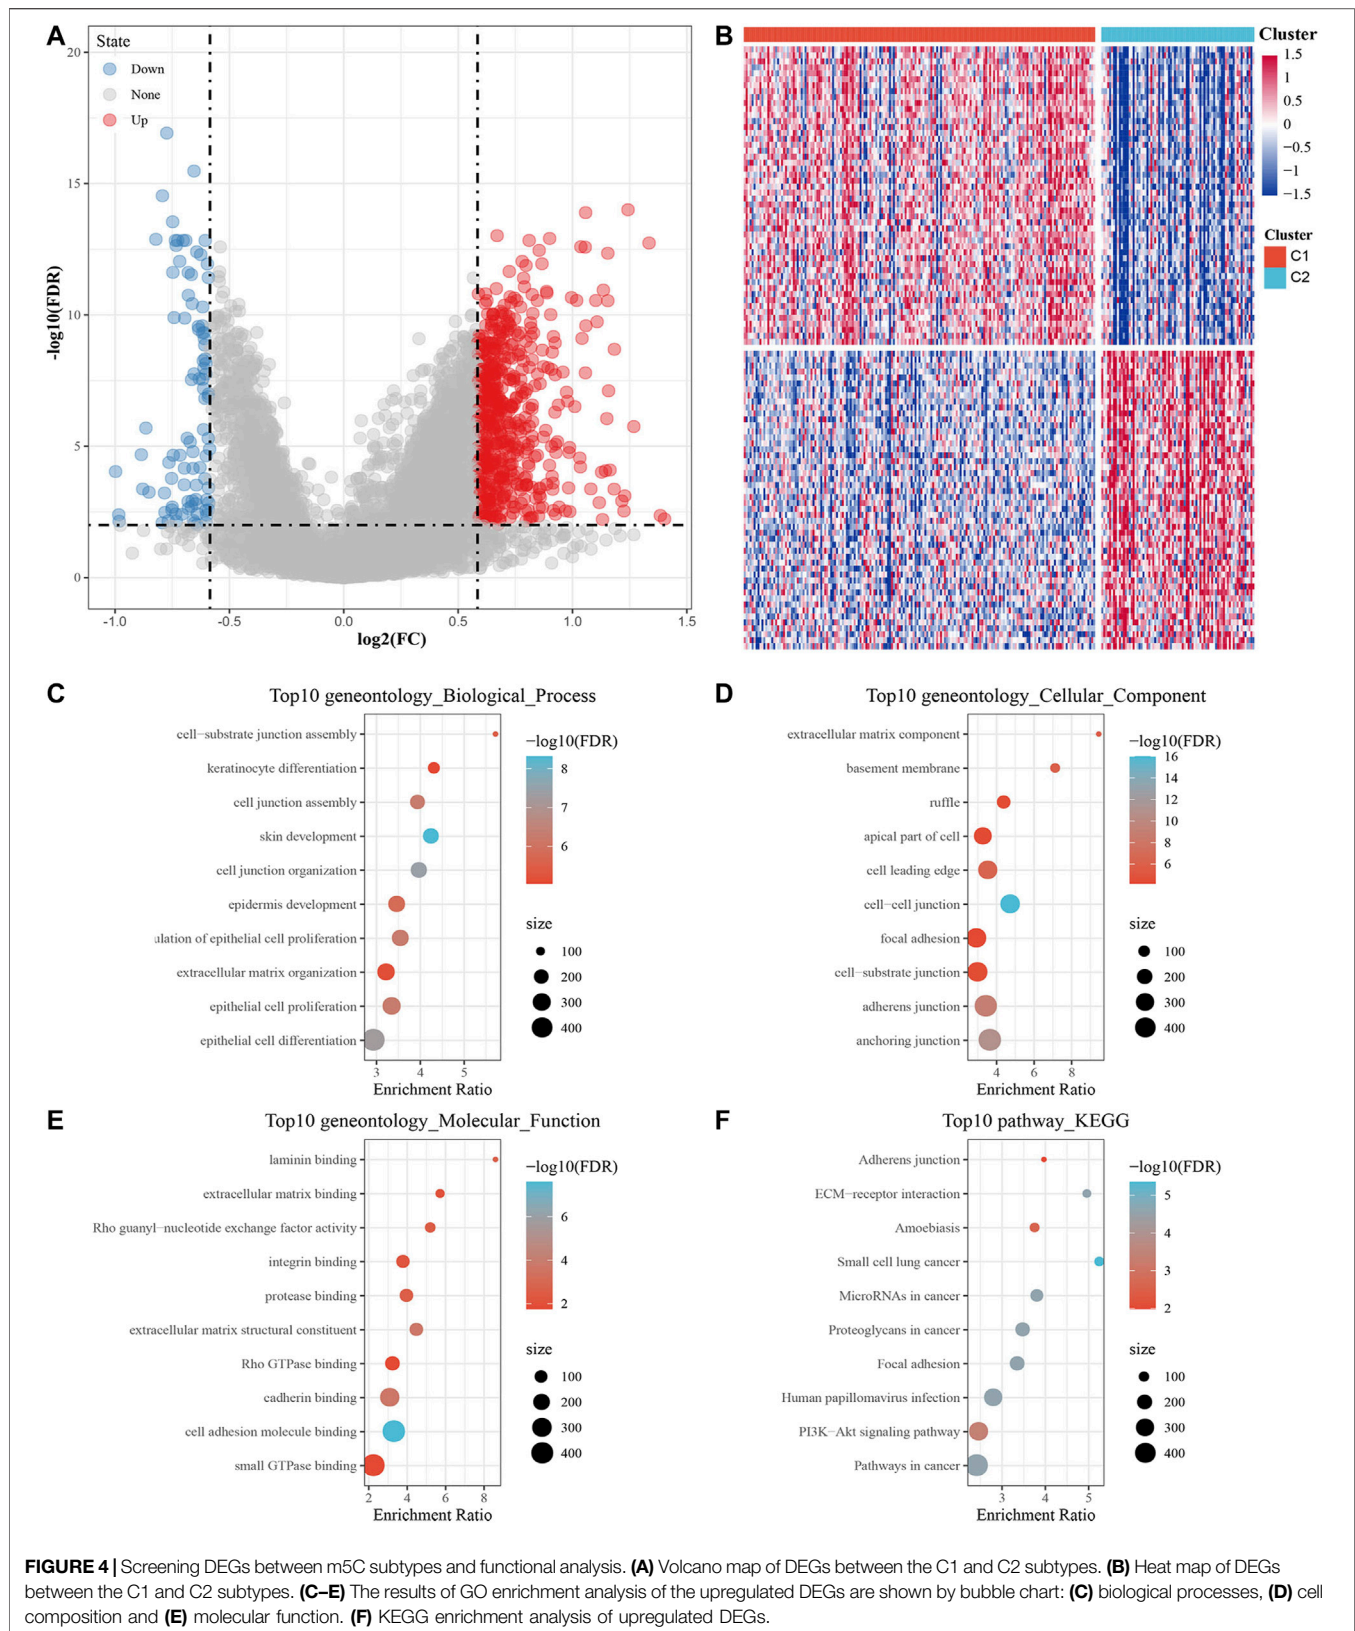 A
State
Down
None
Up
20
15
10
5
0
-log10(FDR)
-1.0 -0.5 0.0 0.5 1.0 1.5
log2(FC)
B
Cluster
1.5
1
0.5
0
−0.5
−1
−1.5
Cluster
C1
C2
C
Top10 geneontology_Biological_Process
cell−substrate junction assembly
keratinocyte differentiation
cell junction assembly
skin development
cell junction organization
epidermis development
ulation of epithelial cell proliferation
extracellular matrix organization
epithelial cell proliferation
epithelial cell differentiation
3 4 5
Enrichment Ratio
−log10(FDR)
8
7
6
size
100
200
300
400
D
Top10 geneontology_Cellular_Component
extracellular matrix component
basement membrane
ruffle
apical part of cell
cell leading edge
cell−cell junction
focal adhesion
cell−substrate junction
adherens junction
anchoring junction
4 6 8
Enrichment Ratio
−log10(FDR)
16
14
12
10
8
6
size
100
200
300
400
E
Top10 geneontology_Molecular_Function
laminin binding
extracellular matrix binding
Rho guanyl−nucleotide exchange factor activity
integrin binding
protease binding
extracellular matrix structural constituent
Rho GTPase binding
cadherin binding
cell adhesion molecule binding
small GTPase binding
2 4 6 8
Enrichment Ratio
−log10(FDR)
6
4
2
size
100
200
300
400
F
Top10 pathway_KEGG
Adherens junction
ECM−receptor interaction
Amoebiasis
Small cell lung cancer
MicroRNAs in cancer
Proteoglycans in cancer
Focal adhesion
Human papillomavirus infection
PI3K−Akt signaling pathway
Pathways in cancer
3 4 5
Enrichment Ratio
−log10(FDR)
5
4
3
2
size
100
200
300
400
FIGURE 4 | Screening DEGs between m5C subtypes and functional analysis. (A) Volcano map of DEGs between the C1 and C2 subtypes. (B) Heat map of DEGs
between the C1 and C2 subtypes. (C–E) The results of GO enrichment analysis of the upregulated DEGs are shown by bubble chart: (C) biological processes, (D) cell
composition and (E) molecular function. (F) KEGG enrichment analysis of upregulated DEGs.